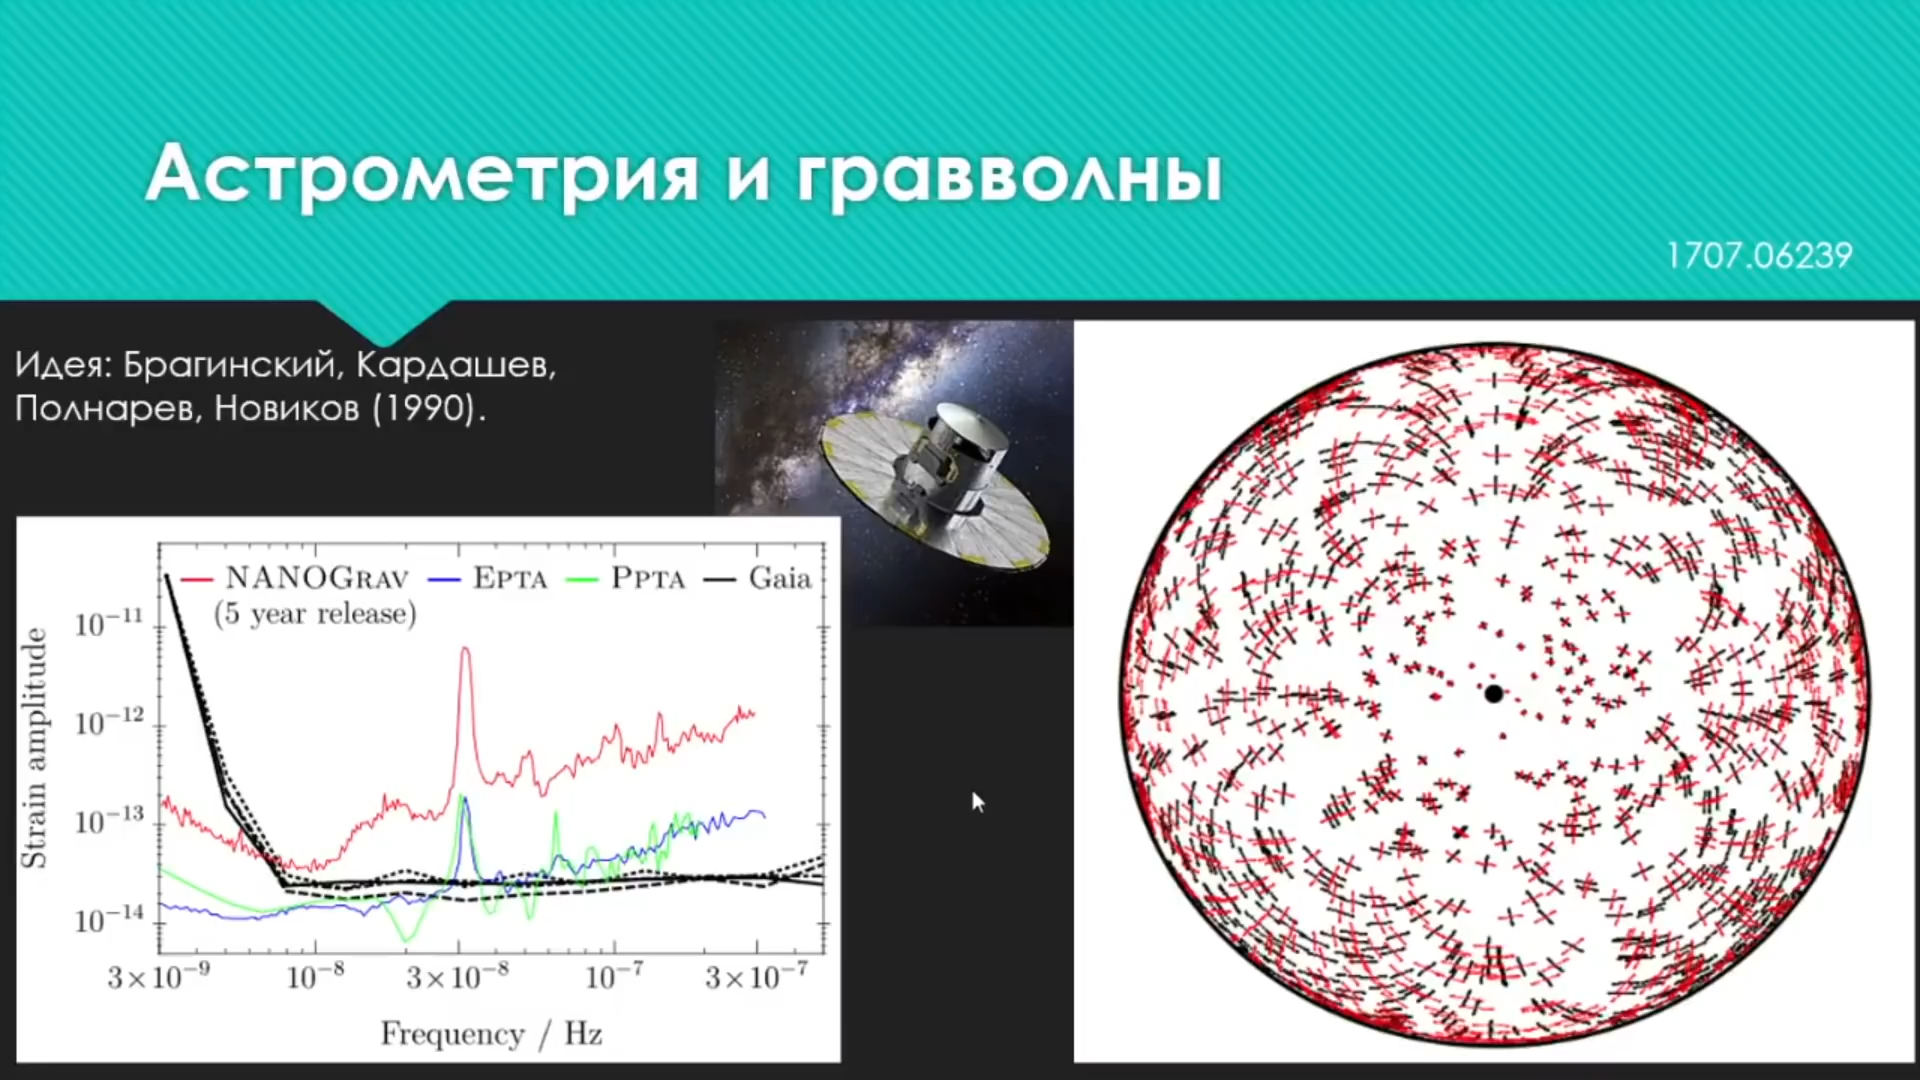 Астрометрия и гравволны
1707.06239
Идея: Брагинский, Кардашев,
Полнарев, Новиков (1990).
NANOGRAV EPTA PPTA Gaia
(5 year release)
Strain amplitude
10⁻¹¹
10⁻¹²
10⁻¹³
10⁻¹⁴
3×10⁻⁹ 10⁻⁸ 3×10⁻⁸ 10⁻⁷ 3×10⁻⁷
Frequency / Hz